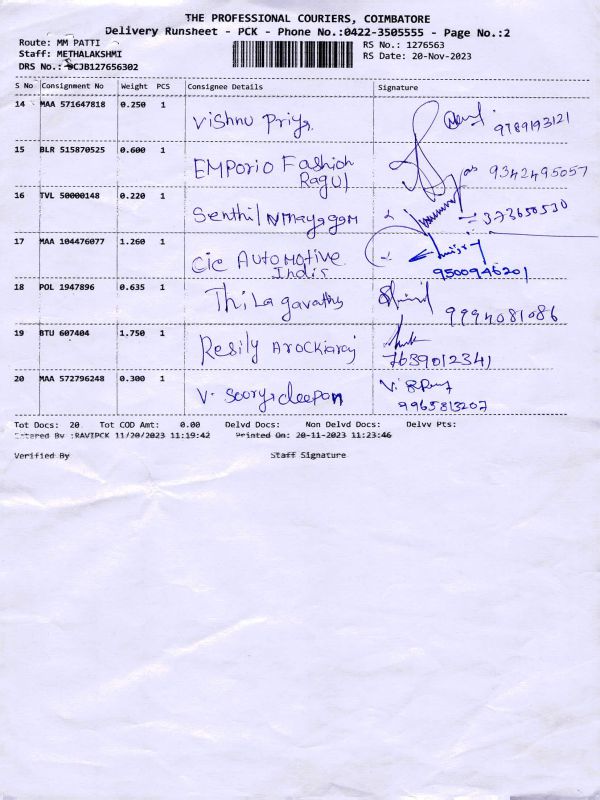 THE PROFESSIONAL COURIERS, COIMBATORE
Delivery Runsheet - PCK - Phone No.:0422-3505555 - Page No.:2
Route: MM PATTI
RS No.: 1276563
Staff: METHALAKSHMI
RS Date: 20-Nov-2023
DRS No.: CJB127656302
S No Consignment No Weight PCS Consignee Details Signature
14 MAA 571647818 0.250 1 Vishnu Priya 9789193121
15 BLR 515870525 0.600 1 EMPorio Fashion
Ragul 9342495057
16 TVL 50000148 0.220 1 Senthil 373650530
17 MAA 104476077 1.260 1 Cic AUTOMOTIVE
India 9500946201
18 POL 1947896 0.635 1 Thilagavathy 9994081086
19 BTU 607404 1.750 1 Resily Arockiaraj
7639012341
20 MAA 572796248 0.300 1 V. Sooryadeepan
9965813207
Tot Docs: 20 Tot COD Amt: 0.00 Delvd Docs: Non Delvd Docs: Delvv Pts:
Entered By :RAVIPCK 11/20/2023 11:19:42 Printed On: 20-11-2023 11:23:46
Verified By Staff Signature